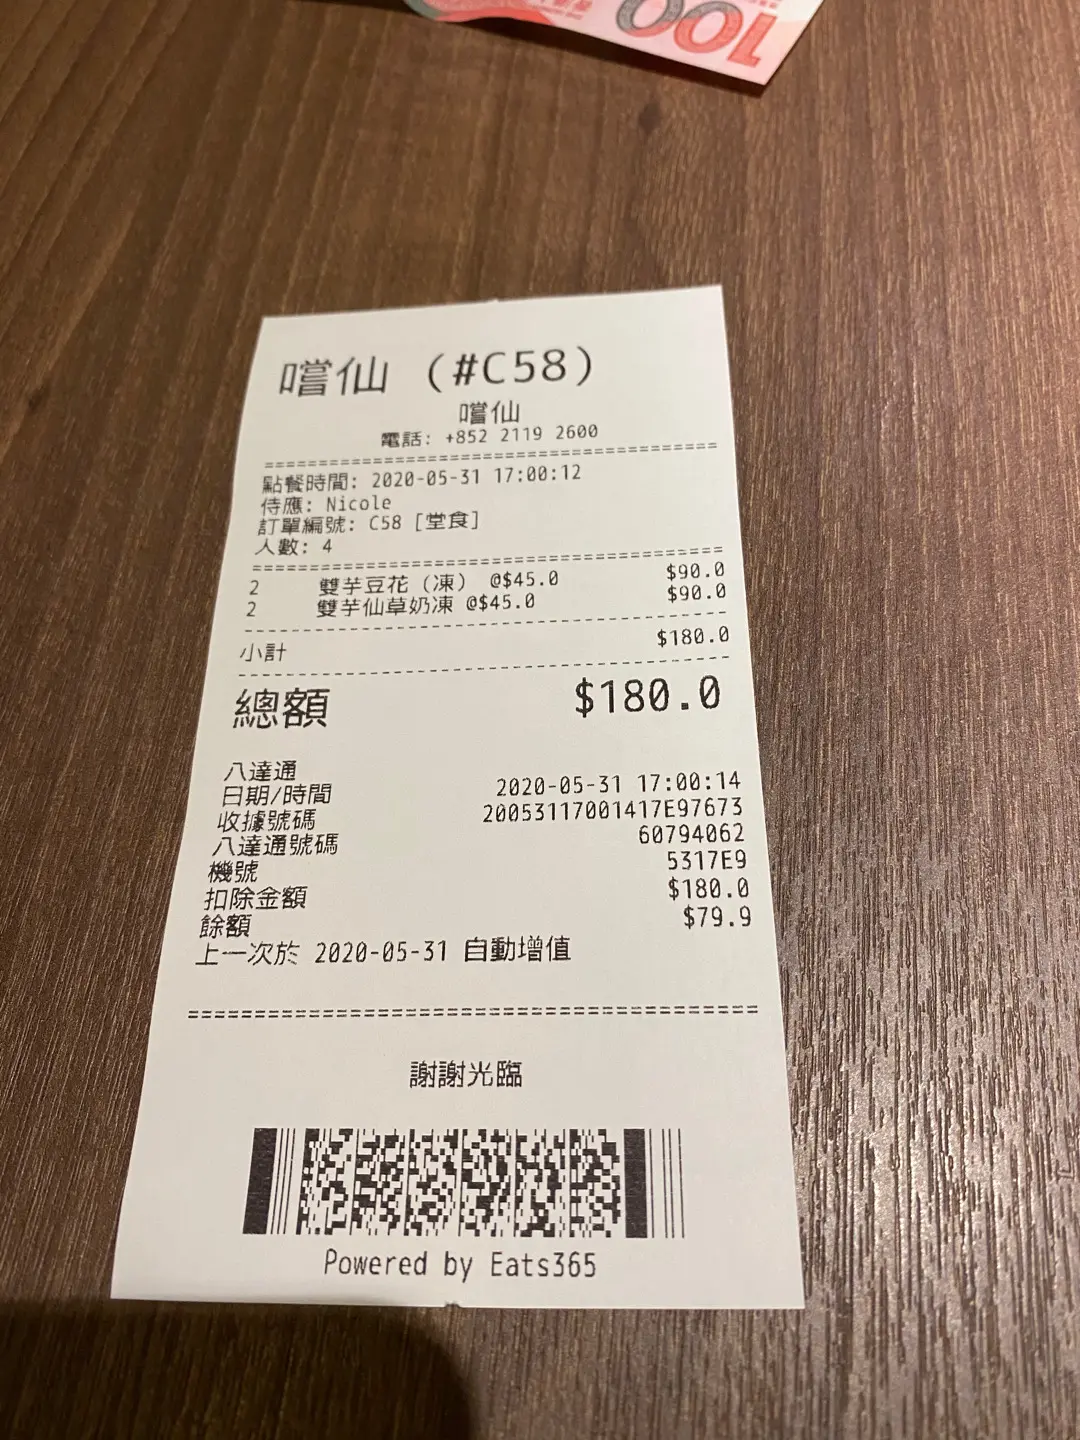 100
嚐仙 (#C58)
嚐仙
電話: +852 2119 2600
點餐時間: 2020-05-31 17:00:12
侍應: Nicole
訂單編號: C58 [堂食]
人數: 4
2 雙芋豆花（凍） @$45.0 $90.0
2 雙芋仙草奶凍 @$45.0 $90.0
小計 $180.0
總額 $180.0
八達通
日期/時間 2020-05-31 17:00:14
收據號碼 20053117001417E97673
八達通號碼 60794062
機號 5317E9
扣除金額 $180.0
餘額 $79.9
上一次於 2020-05-31 自動增值
謝謝光臨
Powered by Eats365